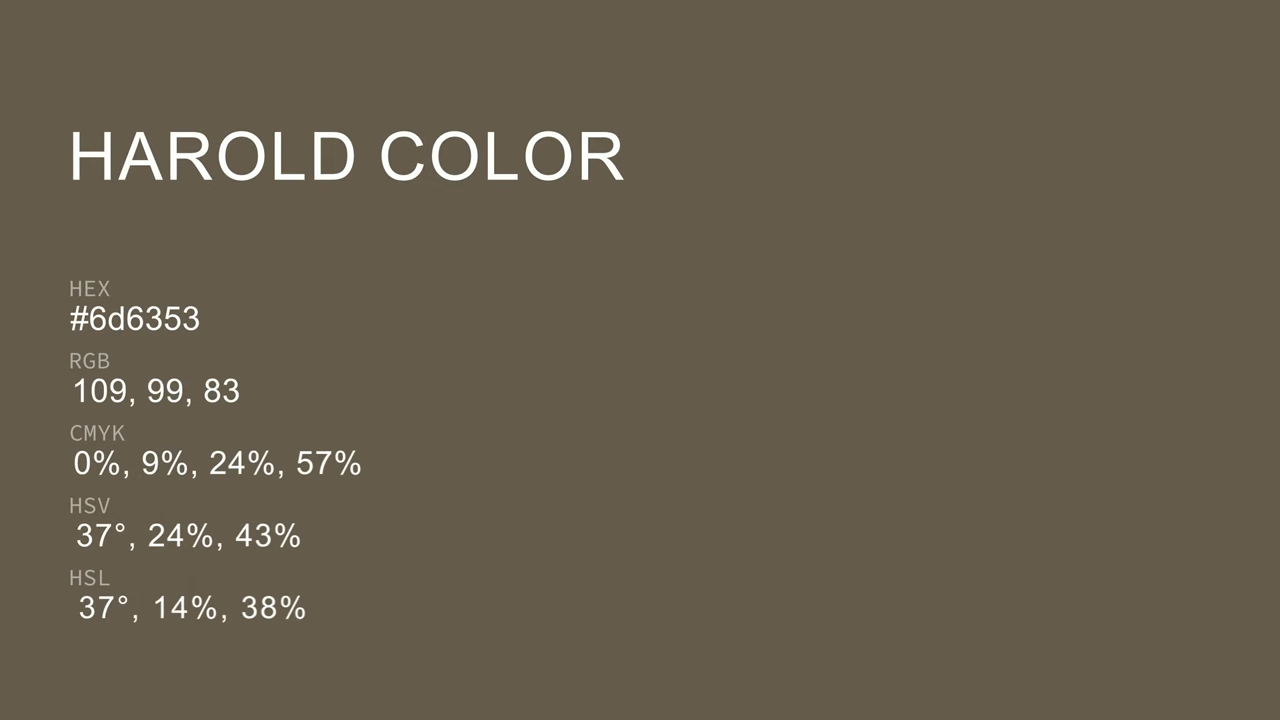 HAROLD COLOR
HEX
#6d6353
RGB
109, 99, 83
CMYK
0%, 9%, 24%, 57%
HSV
37°, 24%, 43%
HSL
37°, 14%, 38%